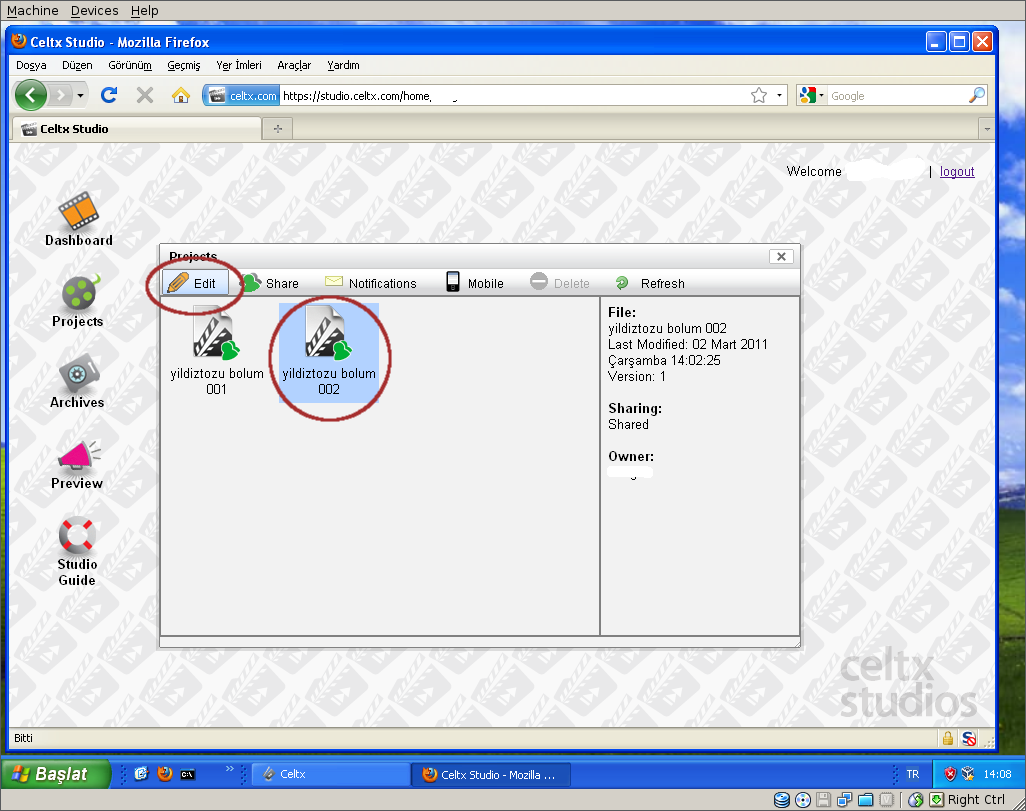 Machine Devices Help
Celtx Studio - Mozilla Firefox
Dosya Düzen Görünüm Geçmiş Yer İmleri Araçlar Yardım
celtx.com https://studio.celtx.com/home, Google
Celtx Studio
Welcome | logout
Dashboard
Projects
Archives
Preview
Studio
Guide
Projects
Edit Share Notifications Mobile Delete Refresh
yildiztozu bolum
001
yildiztozu bolum
002
File:
yildiztozu bolum 002
Last Modified: 02 Mart 2011
Çarşamba 14:02:25
Version: 1
Sharing:
Shared
Owner:
celtx
studios
Bitti
Başlat Celtx Celtx Studio - Mozilla ... TR 14:08
Right Ctrl